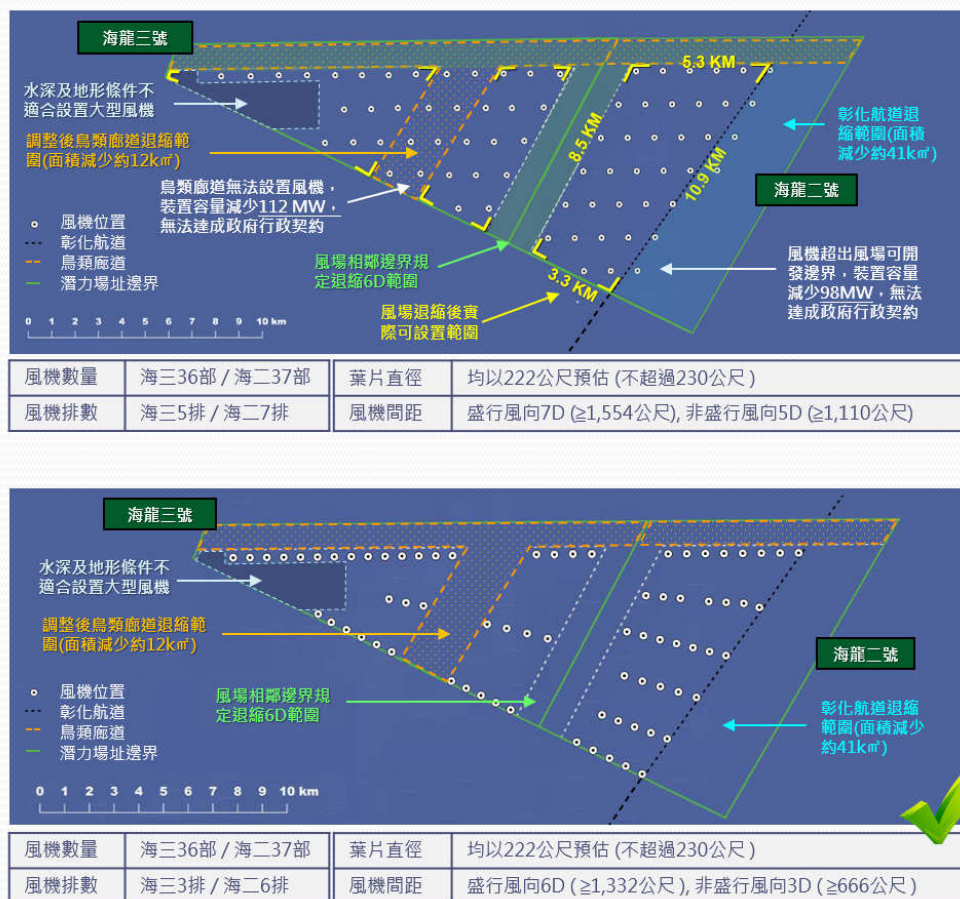 海龍三號
水深及地形條件不
適合設置大型風機
調整後鳥類廊道退縮範
圍(面積減少約12k㎡)
鳥類廊道無法設置風機，
裝置容量減少112 MW，
無法達成政府行政契約
風機位置
彰化航道
鳥類廊道
潛力場址邊界
0 1 2 3 4 5 6 7 8 9 10 km
風場相鄰邊界規
定退縮6D範圍
風場退縮後實
際可設置範圍
5.3 KM
8.5 KM
10.9 KM
3.3 KM
彰化航道退
縮範圍(面積
減少約41k㎡)
海龍二號
風機超出風場可開
發邊界，裝置容量
減少98MW，無法
達成政府行政契約
風機數量 海三36部 / 海二37部 葉片直徑 均以222公尺預估 (不超過230公尺 )
風機排數 海三5排 / 海二7排 風機間距 盛行風向7D (≧1,554公尺), 非盛行風向5D (≧1,110公尺)
海龍三號
水深及地形條件不
適合設置大型風機
調整後鳥類廊道退縮範
圍(面積減少約12k㎡)
風機位置
彰化航道
鳥類廊道
潛力場址邊界
0 1 2 3 4 5 6 7 8 9 10 km
風場相鄰邊界規
定退縮6D範圍
海龍二號
彰化航道退縮
範圍(面積減少
約41k㎡)
風機數量 海三36部 / 海二37部 葉片直徑 均以222公尺預估 (不超過230公尺 )
風機排數 海三3排 / 海二6排 風機間距 盛行風向6D ( ≧1,332公尺 ), 非盛行風向3D ( ≧666公尺 )